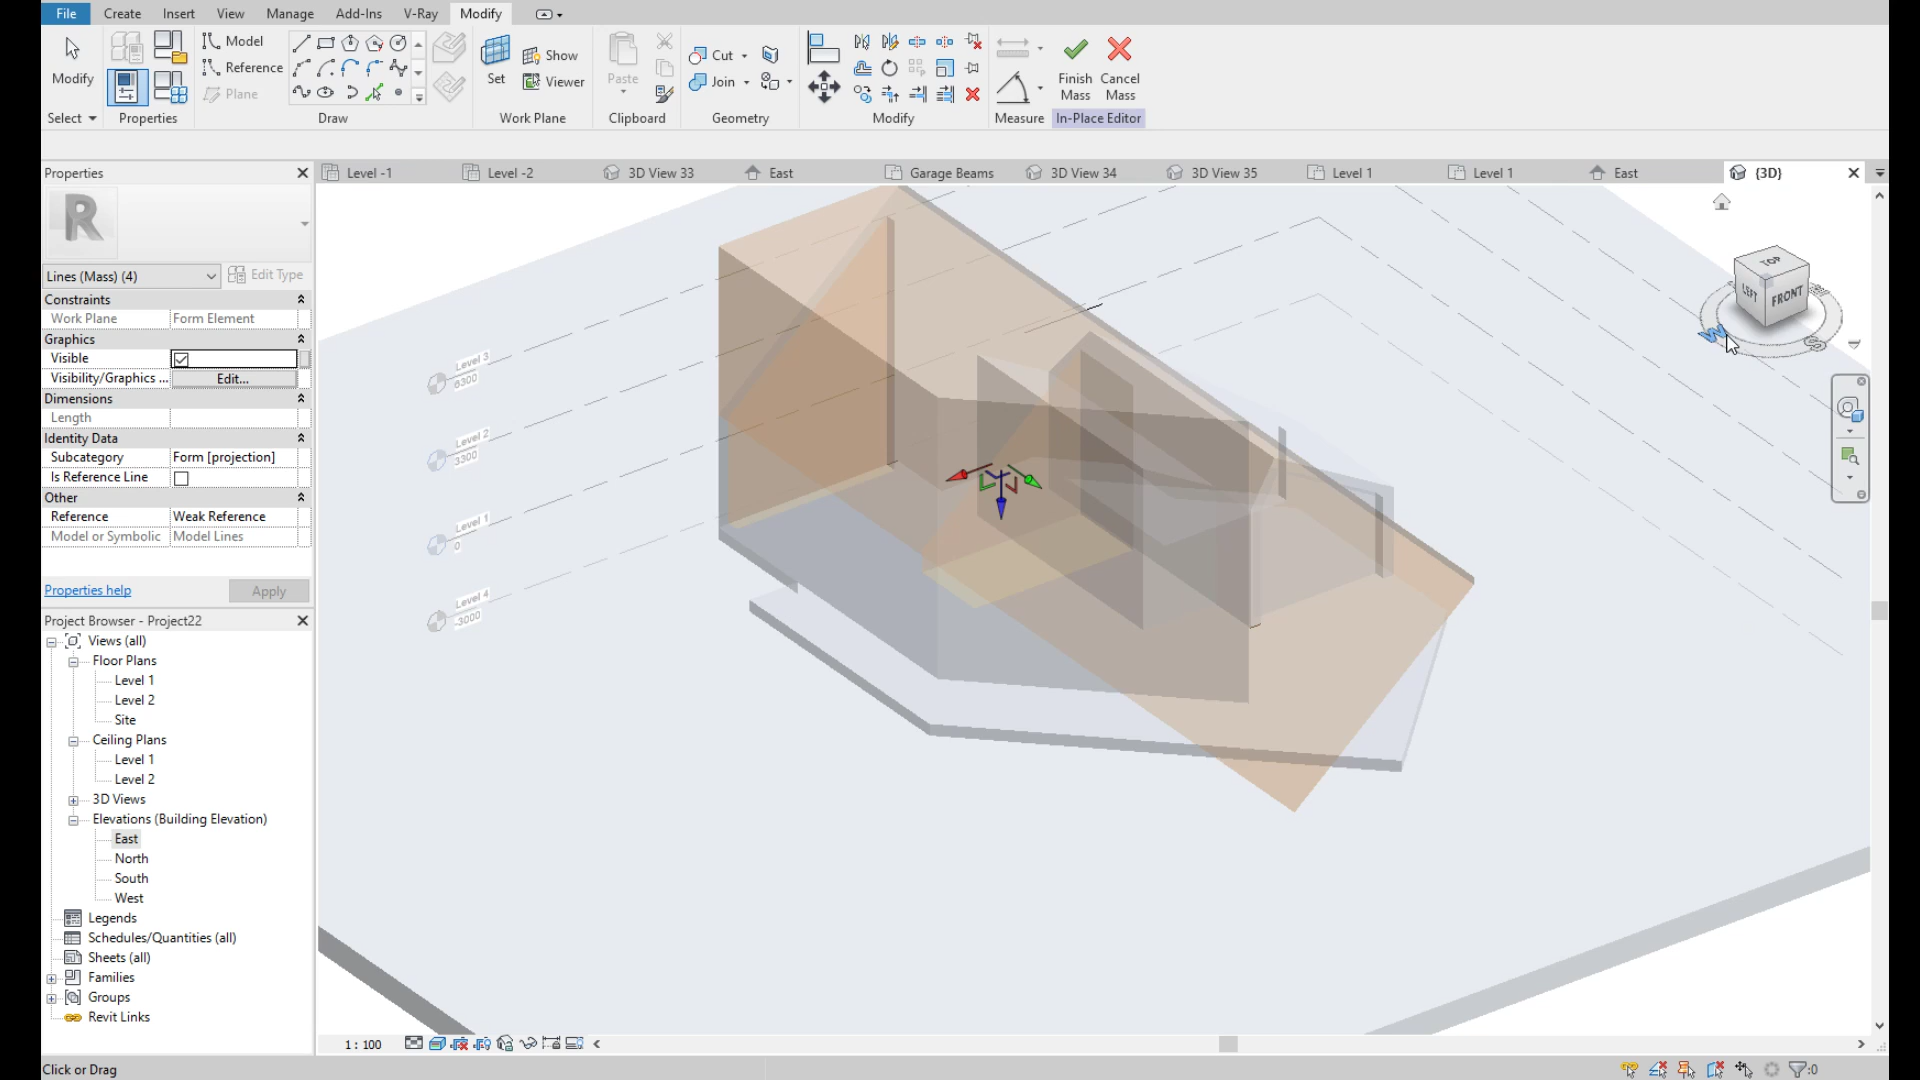 File Create Insert View Manage Add-Ins V-Ray Modify
Modify
Select
Properties
Model
Reference
Plane
Draw
Set
Show
Viewer
Work Plane
Paste
Clipboard
Cut
Join
Geometry
Modify
Measure
Finish Mass
Cancel Mass
In-Place Editor
Level -1 Level -2 3D View 33 East Garage Beams 3D View 34 3D View 35 Level 1 Level 1 East {3D}
Properties
R
Lines (Mass) (4) Edit Type
Constraints
Work Plane Form Element
Graphics
Visible
Visibility/Graphics ... Edit...
Dimensions
Length
Identity Data
Subcategory Form [projection]
Is Reference Line
Other
Reference Weak Reference
Model or Symbolic Model Lines
Properties help Apply
Project Browser - Project22
Views (all)
Floor Plans
Level 1
Level 2
Site
Ceiling Plans
Level 1
Level 2
3D Views
Elevations (Building Elevation)
East
North
South
West
Legends
Schedules/Quantities (all)
Sheets (all)
Families
Groups
Revit Links
Level 3
6300
Level 2
3300
Level 1
0
Level 4
-3000
TOP
LEFT
FRONT
W
S
1 : 100
Click or Drag
:0